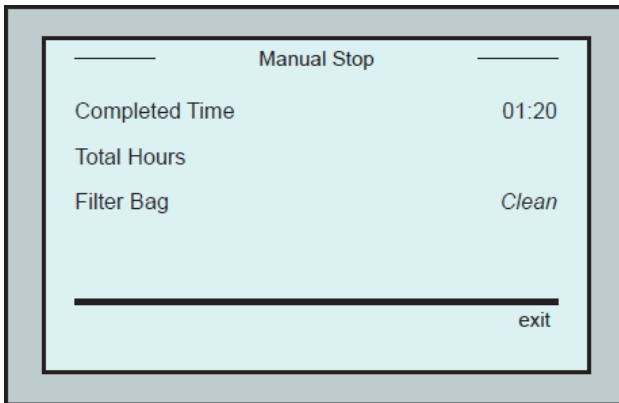 Manual Stop
Completed Time 01:20
Total Hours
Filter Bag Clean
exit